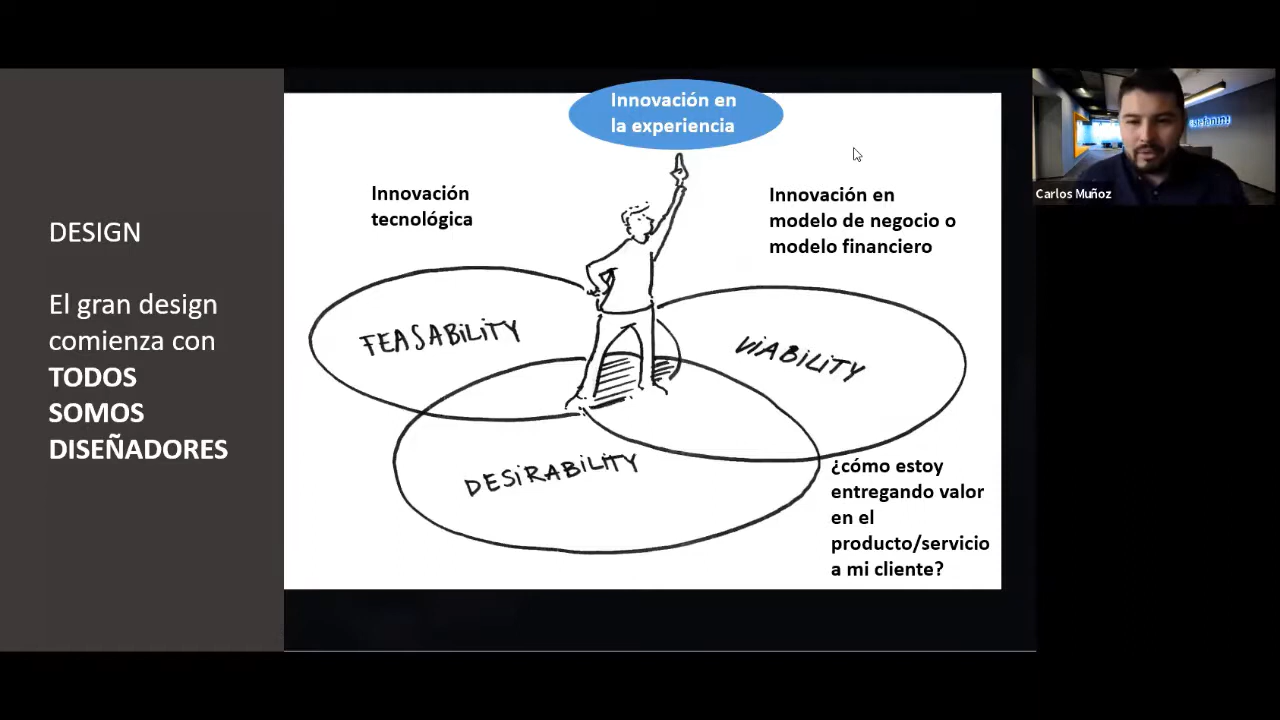 DESIGN
El gran design
comienza con
TODOS
SOMOS
DISEÑADORES
Innovación en
la experiencia
Innovación
tecnológica
Innovación en
modelo de negocio o
modelo financiero
FEASABILITY
VIABILITY
DESIRABILITY
¿cómo estoy
entregando valor
en el
producto/servicio
a mi cliente?
Carlos Muñoz